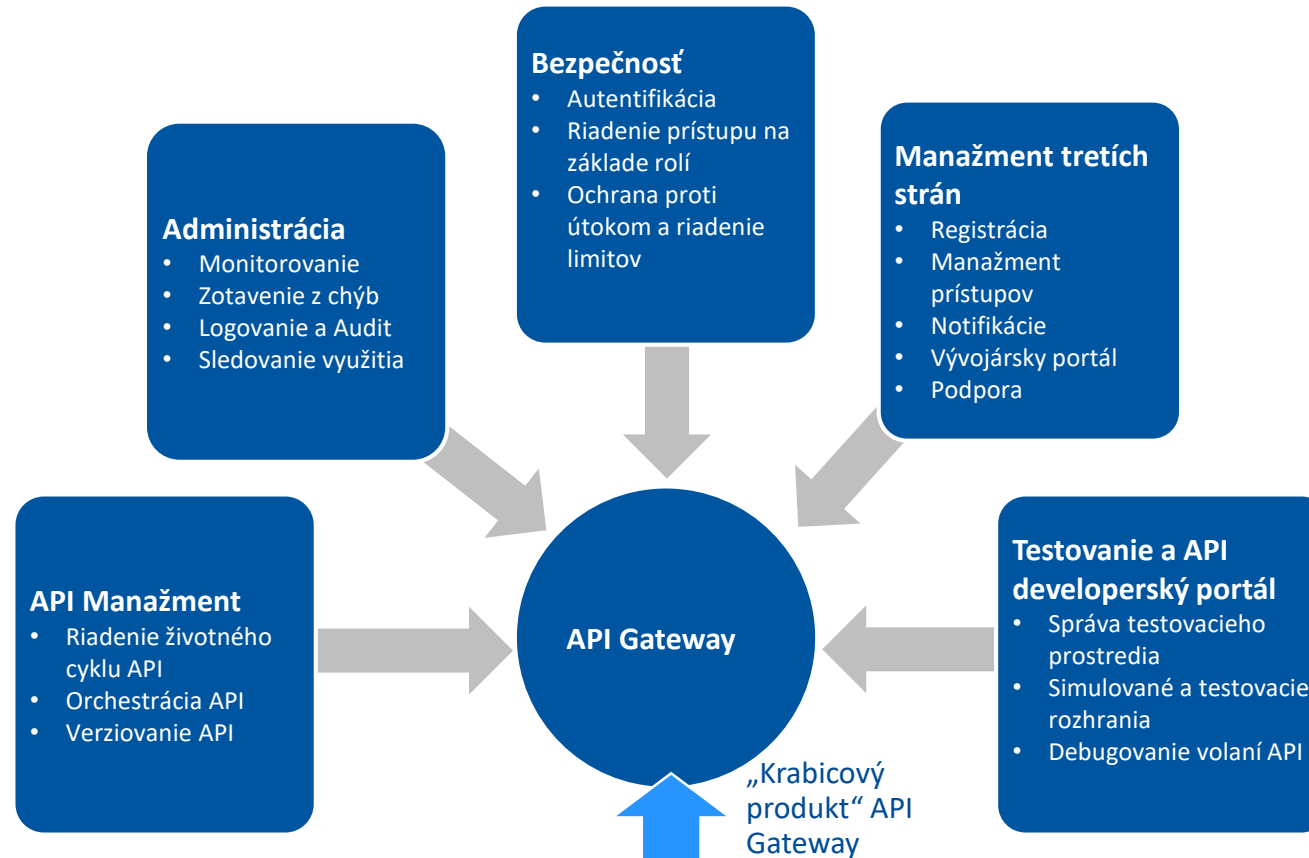 Bezpečnosť
• Autentifikácia
• Riadenie prístupu na
základe rolí
• Ochrana proti
útokom a riadenie
limitov
Manažment tretích
strán
• Registrácia
• Manažment
prístupov
• Notifikácie
• Vývojársky portál
• Podpora
Administrácia
• Monitorovanie
• Zotavenie z chýb
• Logovanie a Audit
• Sledovanie využitia
API Manažment
• Riadenie životného
cyklu API
• Orchestrácia API
• Verziovanie API
API Gateway
Testovanie a API
developerský portál
• Správa testovacieho
prostredia
• Simulované a testovacie
rozhrania
• Debugovanie volaní API
„Krabicový
produkt“ API
Gateway